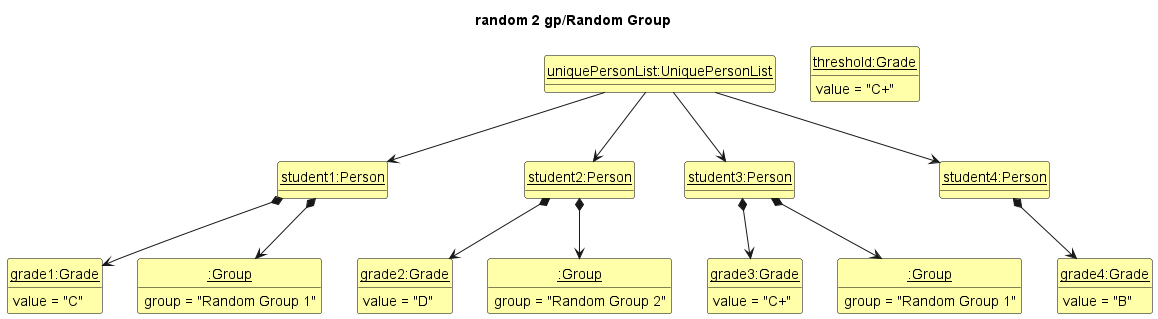 random 2 gp/Random Group
uniquePersonList:UniquePersonList
threshold:Grade
value = "C+"
student1:Person
student2:Person
student3:Person
student4:Person
grade1:Grade
value = "C"
:Group
group = "Random Group 1"
grade2:Grade
value = "D"
:Group
group = "Random Group 2"
grade3:Grade
value = "C+"
:Group
group = "Random Group 1"
grade4:Grade
value = "B"